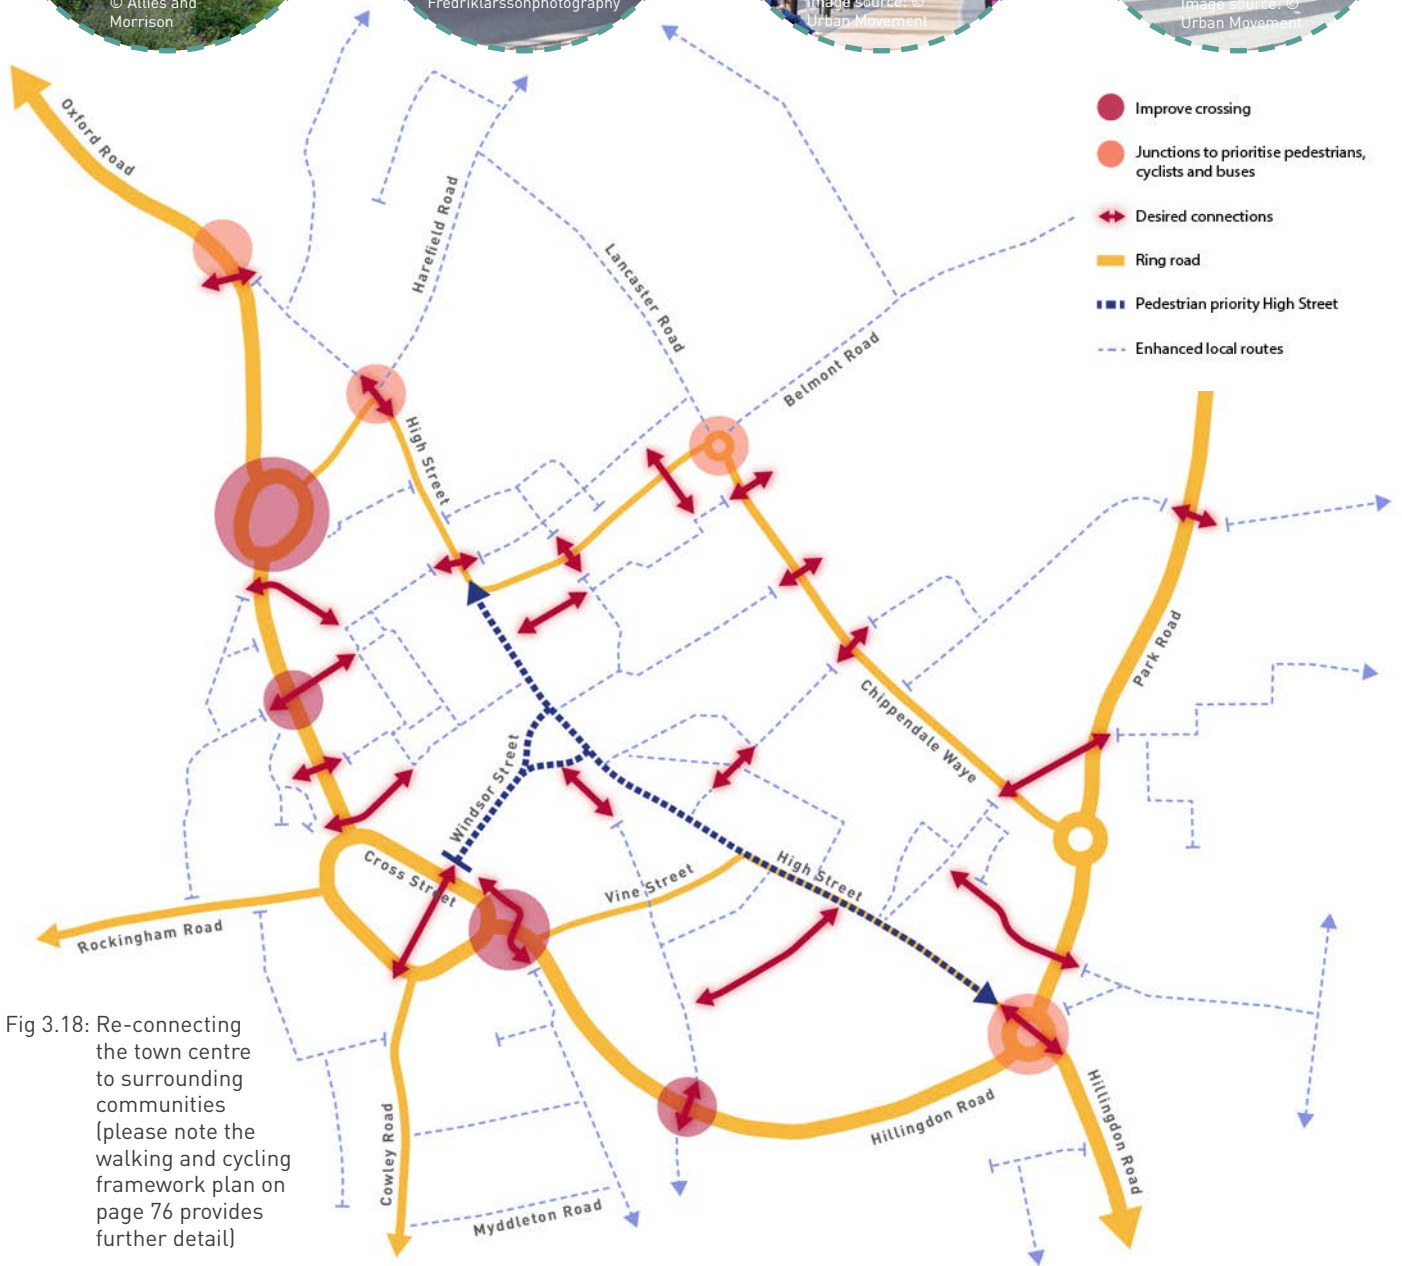 © Allies and
Morrison
Fredriklarssonphotography
Image source: ©
Urban Movement
Image source: ©
Urban Movement
Improve crossing
Junctions to prioritise pedestrians,
cyclists and buses
Desired connections
Ring road
Pedestrian priority High Street
Enhanced local routes
Oxford Road
Harefield Road
Lancaster Road
Belmont Road
High Street
Park Road
Chippendale Waye
Windsor Street
Cross Street
Vine Street
High Street
Rockingham Road
Hillingdon Road
Hillingdon Road
Cowley Road
Myddleton Road
Fig 3.18: Re-connecting
the town centre
to surrounding
communities
(please note the
walking and cycling
framework plan on
page 76 provides
further detail)